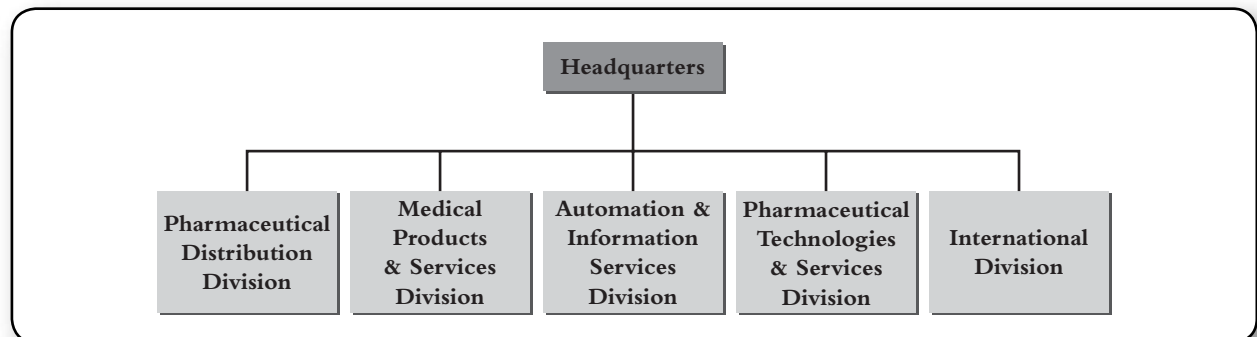 Headquarters
Pharmaceutical
Distribution
Division
Medical
Products
& Services
Division
Automation &
Information
Services
Division
Pharmaceutical
Technologies
& Services
Division
International
Division